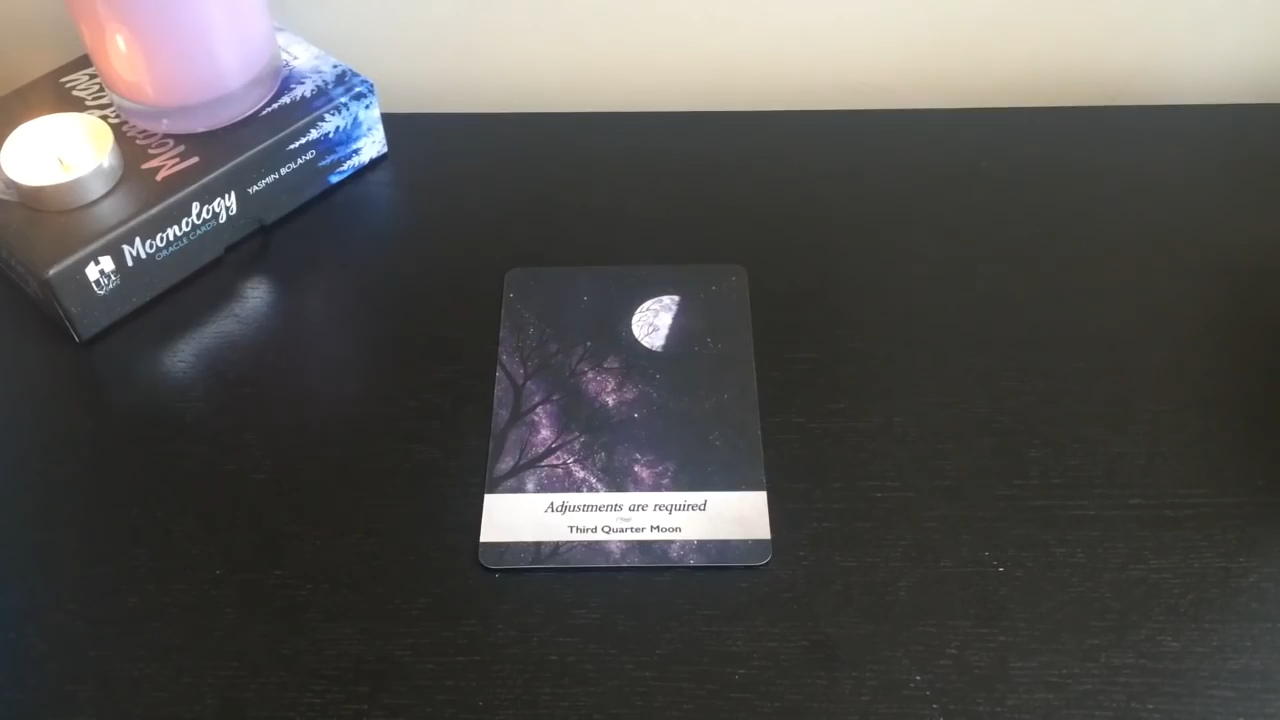 Moonology
Moonology
ORACLE CARDS
YASMIN BOLAND
Adjustments are required
Third Quarter Moon